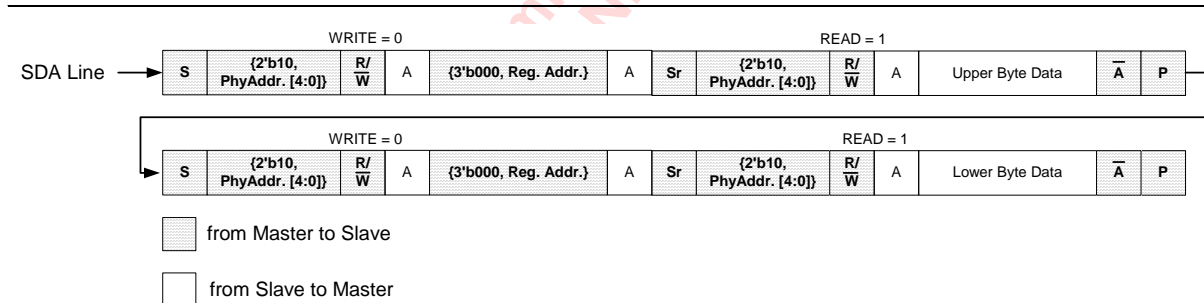 WRITE = 0 READ = 1
SDA Line S {2'b10, PhyAddr. [4:0]} R/W A {3'b000, Reg. Addr.} A Sr {2'b10, PhyAddr. [4:0]} R/W A Upper Byte Data A P
WRITE = 0 READ = 1
S {2'b10, PhyAddr. [4:0]} R/W A {3'b000, Reg. Addr.} A Sr {2'b10, PhyAddr. [4:0]} R/W A Lower Byte Data A P
from Master to Slave
from Slave to Master